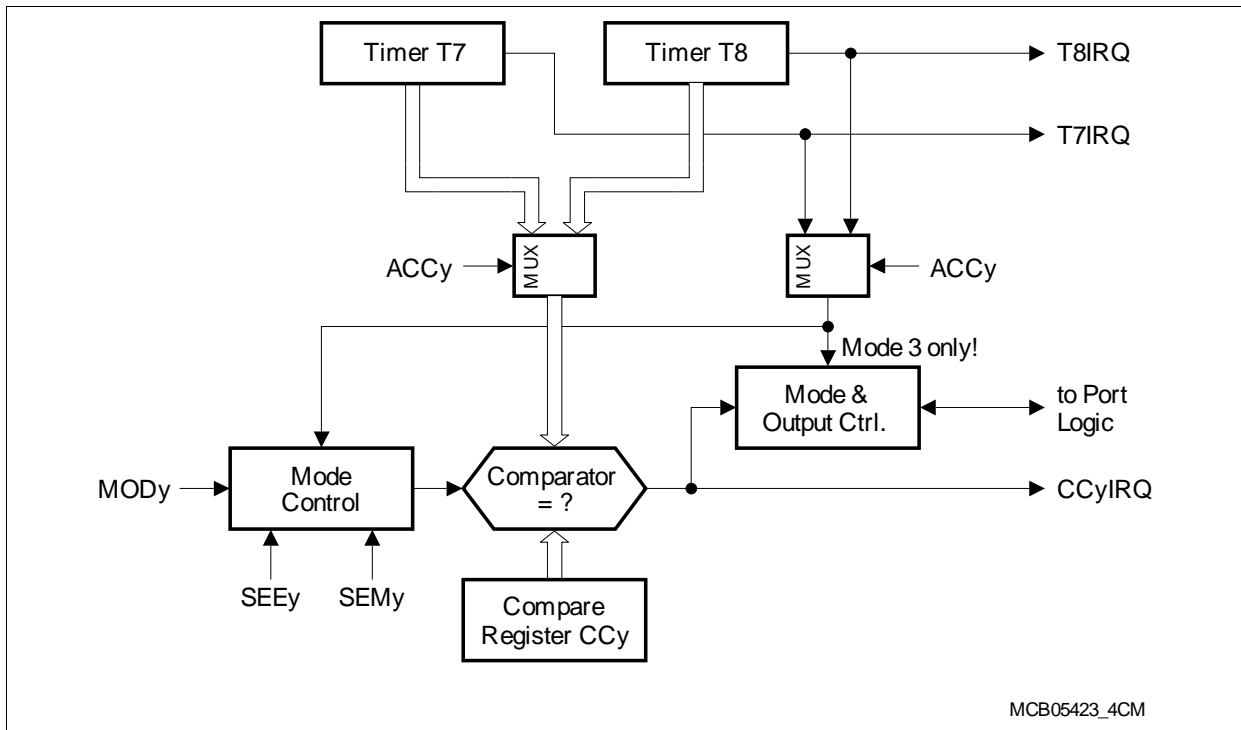 Timer T7
Timer T8
T8IRQ
T7IRQ
ACCy
MUX
MUX
ACCy
Mode 3 only!
Mode &
Output Ctrl.
to Port
Logic
MODy
Mode
Control
Comparator
= ?
CCyIRQ
SEEy
SEMy
Compare
Register CCy
MCB05423_4CM